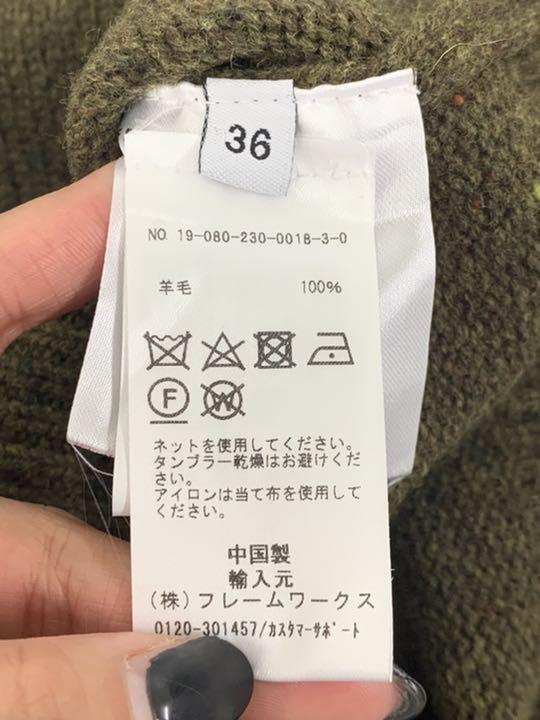 36
NO. 19-080-230-0018-3-0
羊毛 100%
F W
ネットを使用してください。
タンブラー乾燥はお避けくだ
さい。
アイロンは当て布を使用して
ください。
中国製
輸入元
(株)フレームワークス
0120-301457/ｶｽﾀﾏｰｻﾎﾟｰﾄ